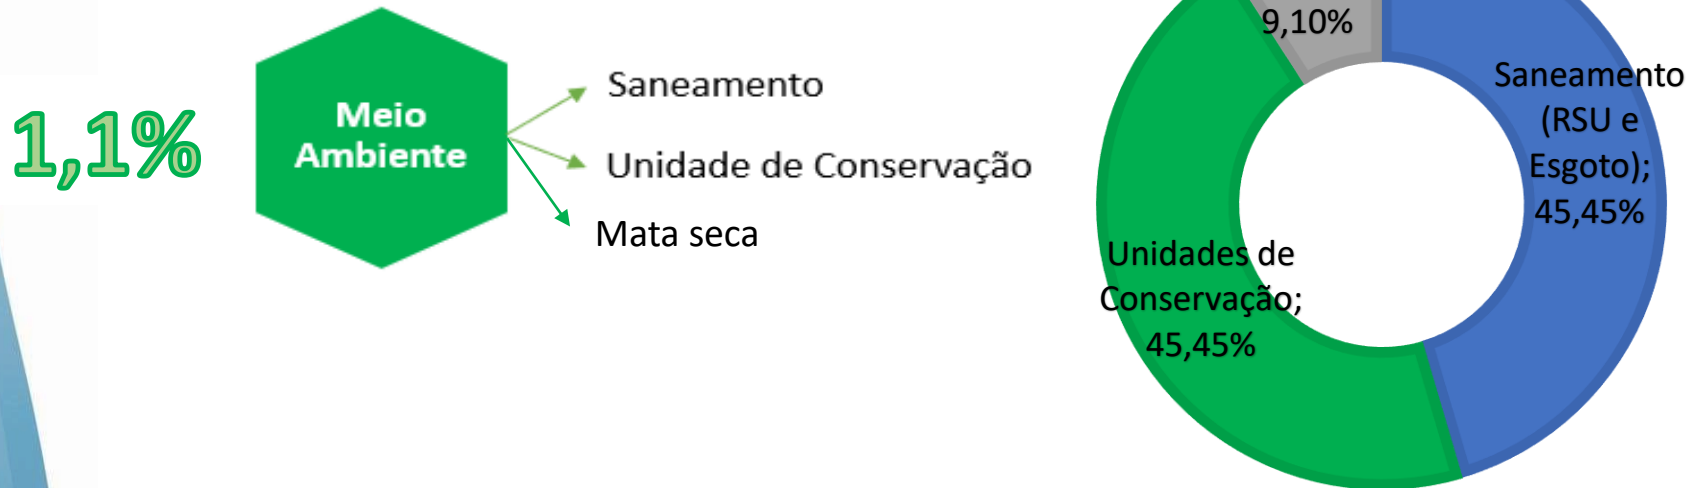 1,1%
Meio
Ambiente
Saneamento
Unidade de Conservação
Mata seca
9,10%
Saneamento
(RSU e
Esgoto);
45,45%
Unidades de
Conservação;
45,45%